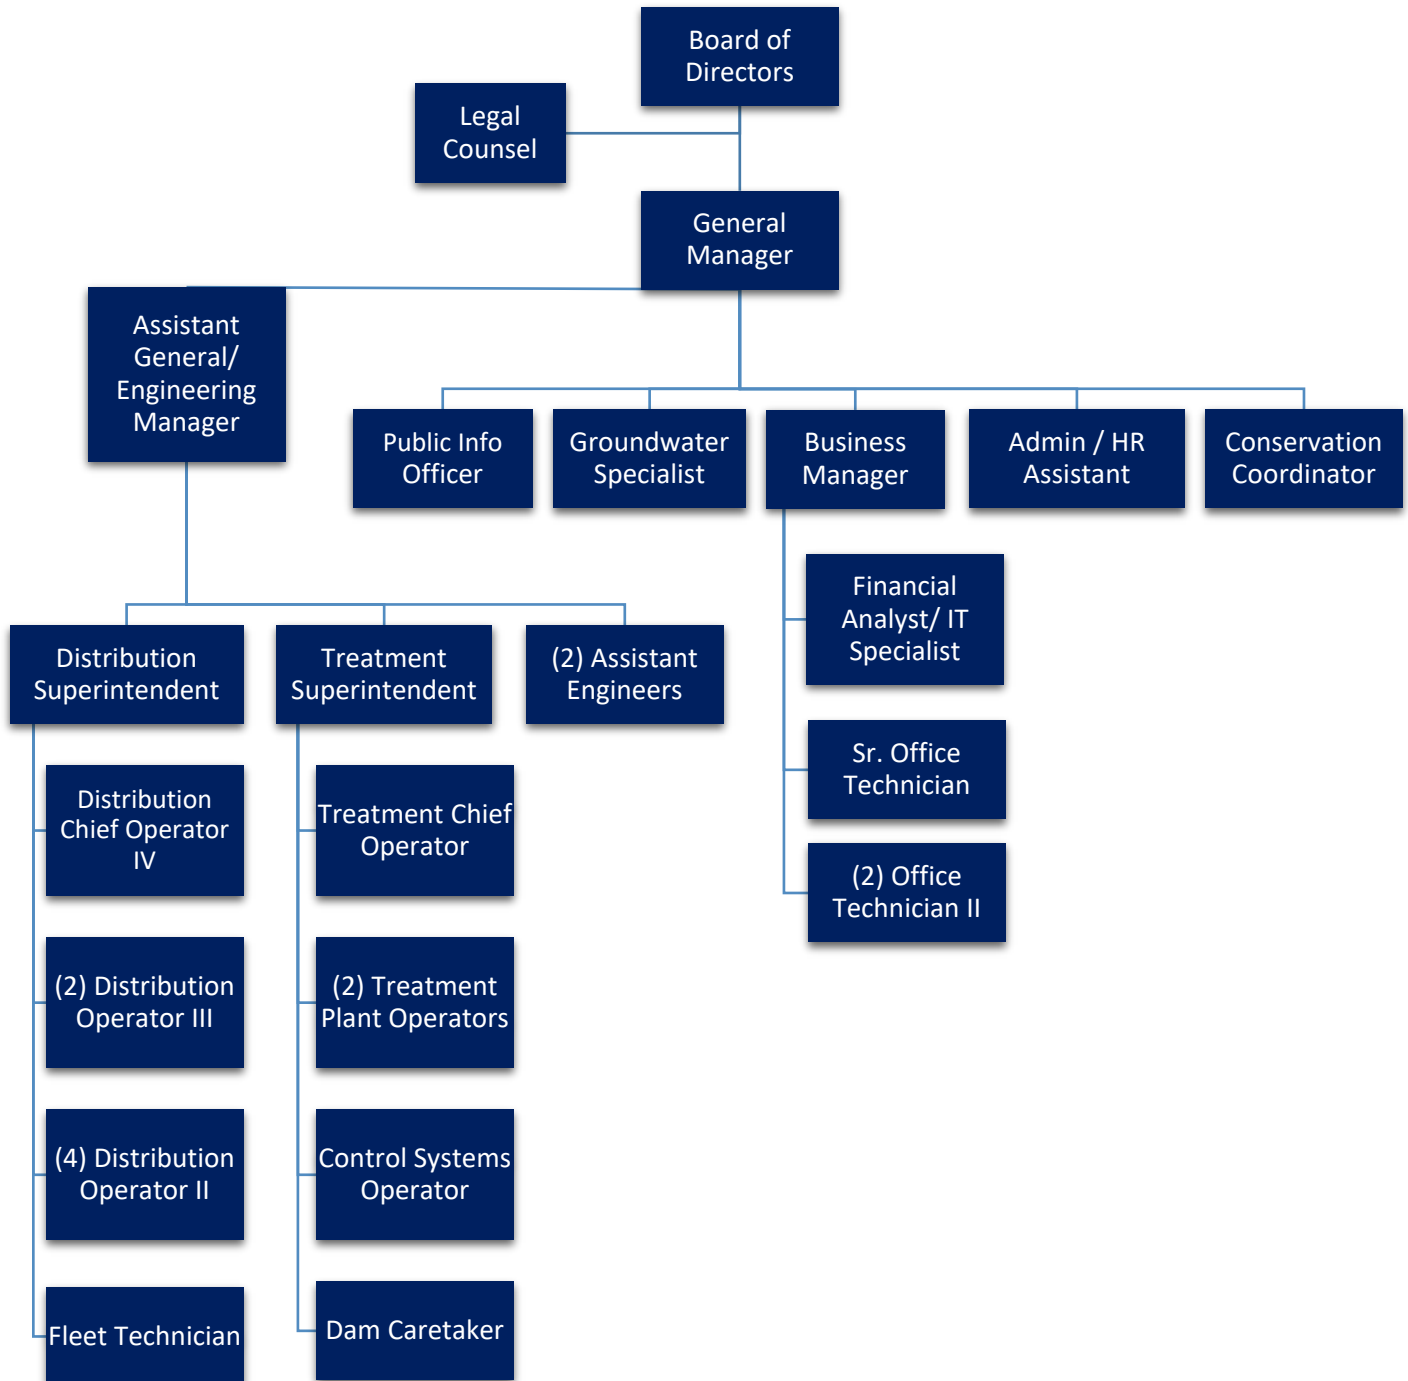 Board of
Directors
Legal
Counsel
General
Manager
Assistant
General/
Engineering
Manager
Public Info
Officer
Groundwater
Specialist
Business
Manager
Admin / HR
Assistant
Conservation
Coordinator
Financial
Analyst/ IT
Specialist
Sr. Office
Technician
(2) Office
Technician II
Distribution
Superintendent
Treatment
Superintendent
(2) Assistant
Engineers
Distribution
Chief Operator
IV
(2) Distribution
Operator III
(4) Distribution
Operator II
Fleet Technician
Treatment Chief
Operator
(2) Treatment
Plant Operators
Control Systems
Operator
Dam Caretaker